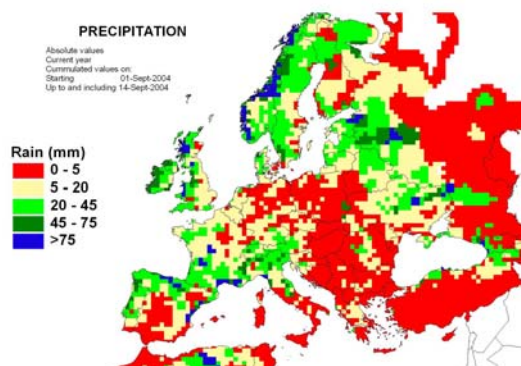 PRECIPITATION
Absolute values
Current year
Cummulated values on:
Starting 01-Sept-2004
Up to and including 14-Sept-2004
Rain (mm)
0 - 5
5 - 20
20 - 45
45 - 75
>75